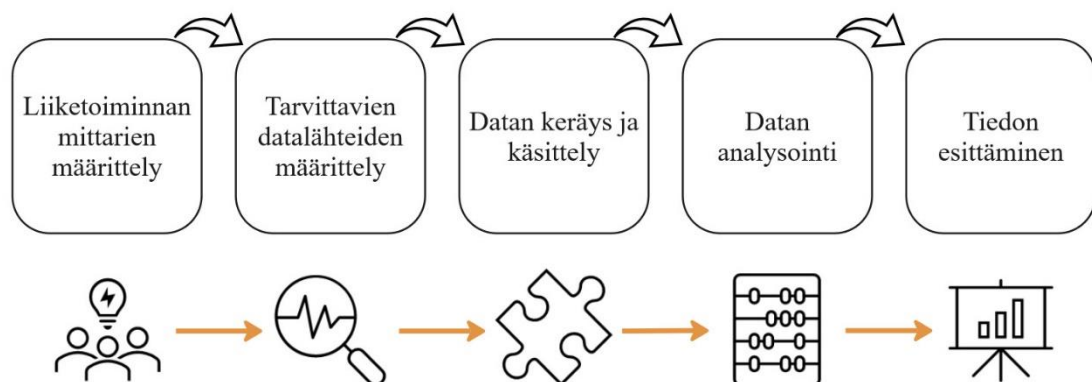 Liiketoiminnan
mittarien
määrittely
Tarvittavien
datalähteiden
määrittely
Datan keräys ja
käsittely
Datan
analysointi
Tiedon
esittäminen